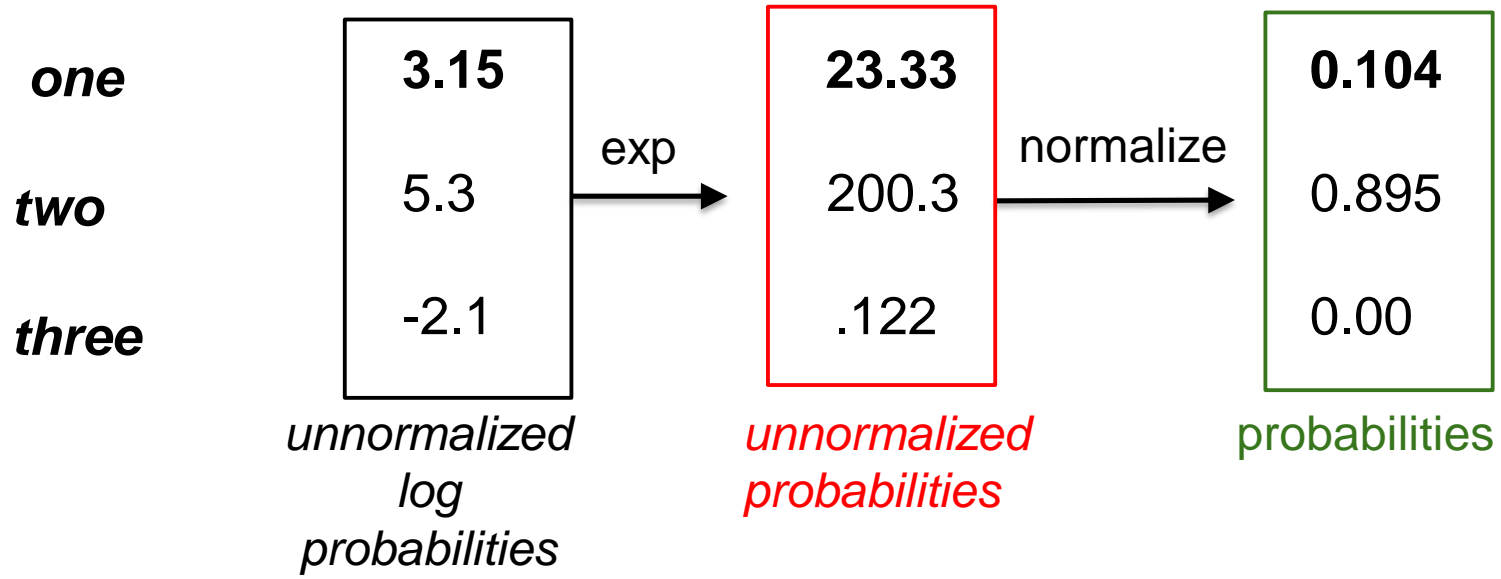 one 3.15 23.33 0.104
exp normalize
two 5.3 200.3 0.895
three -2.1 .122 0.00
unnormalized unnormalized probabilities
log probabilities
probabilities